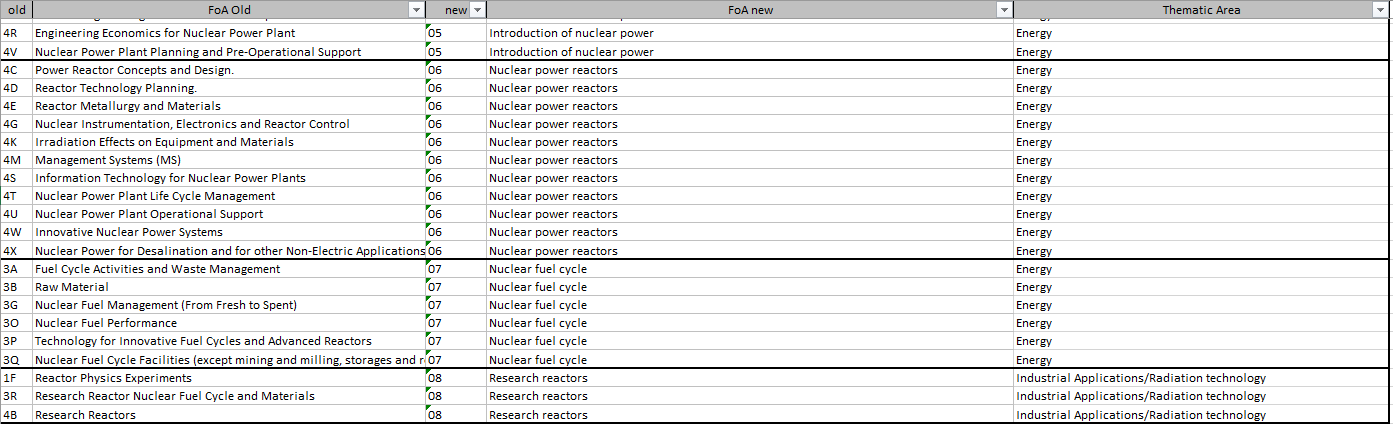 old FoA Old new FoA new Thematic Area
4R Engineering Economics for Nuclear Power Plant 05 Introduction of nuclear power Energy
4V Nuclear Power Plant Planning and Pre-Operational Support 05 Introduction of nuclear power Energy
4C Power Reactor Concepts and Design. 06 Nuclear power reactors Energy
4D Reactor Technology Planning. 06 Nuclear power reactors Energy
4E Reactor Metallurgy and Materials 06 Nuclear power reactors Energy
4G Nuclear Instrumentation, Electronics and Reactor Control 06 Nuclear power reactors Energy
4K Irradiation Effects on Equipment and Materials 06 Nuclear power reactors Energy
4M Management Systems (MS) 06 Nuclear power reactors Energy
4S Information Technology for Nuclear Power Plants 06 Nuclear power reactors Energy
4T Nuclear Power Plant Life Cycle Management 06 Nuclear power reactors Energy
4U Nuclear Power Plant Operational Support 06 Nuclear power reactors Energy
4W Innovative Nuclear Power Systems 06 Nuclear power reactors Energy
4X Nuclear Power for Desalination and for other Non-Electric Applications 06 Nuclear power reactors Energy
3A Fuel Cycle Activities and Waste Management 07 Nuclear fuel cycle Energy
3B Raw Material 07 Nuclear fuel cycle Energy
3G Nuclear Fuel Management (From Fresh to Spent) 07 Nuclear fuel cycle Energy
3O Nuclear Fuel Performance 07 Nuclear fuel cycle Energy
3P Technology for Innovative Fuel Cycles and Advanced Reactors 07 Nuclear fuel cycle Energy
3Q Nuclear Fuel Cycle Facilities (except mining and milling, storages and 07 Nuclear fuel cycle Energy
1F Reactor Physics Experiments 08 Research reactors Industrial Applications/Radiation technology
3R Research Reactor Nuclear Fuel Cycle and Materials 08 Research reactors Industrial Applications/Radiation technology
4B Research Reactors 08 Research reactors Industrial Applications/Radiation technology